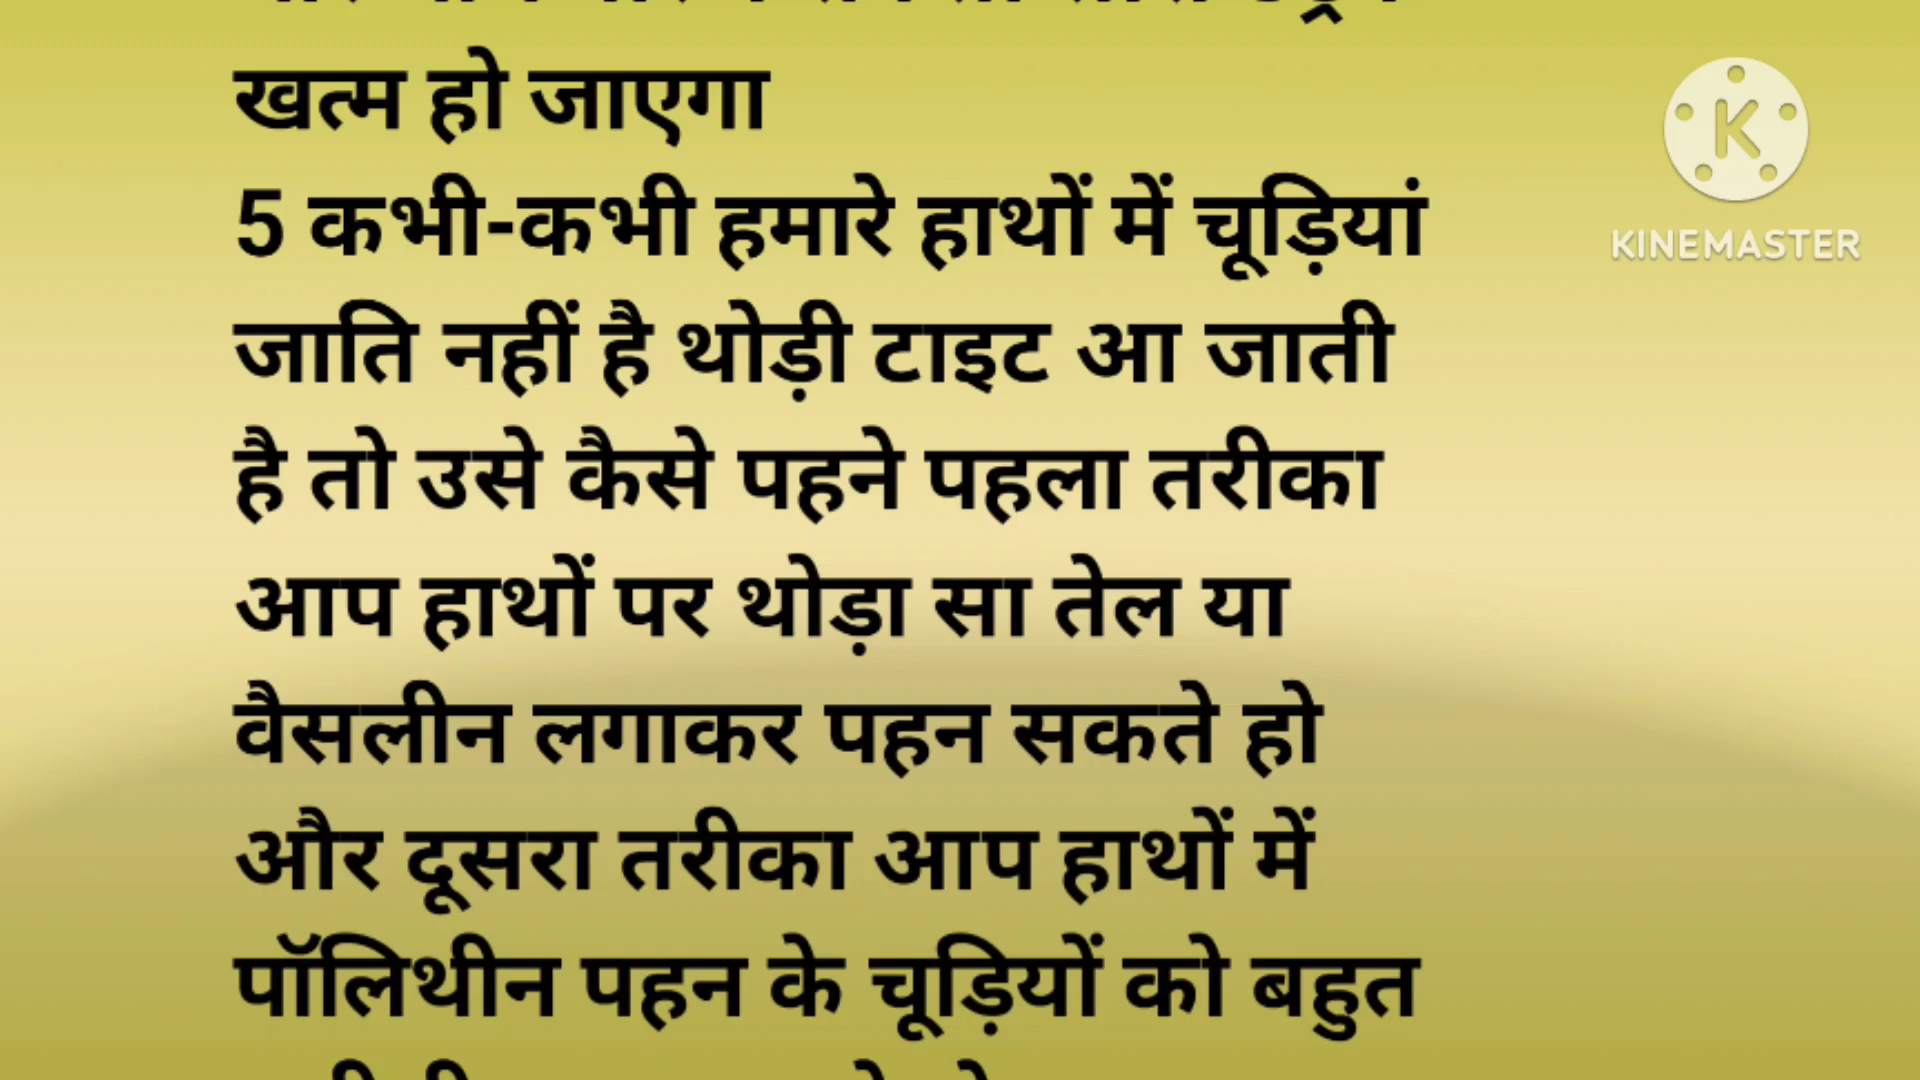 खत्म हो जाएगा
5 कभी-कभी हमारे हाथों में चूड़ियां
जाति नहीं है थोड़ी टाइट आ जाती
है तो उसे कैसे पहने पहला तरीका
आप हाथों पर थोड़ा सा तेल या
वैसलीन लगाकर पहन सकते हो
और दूसरा तरीका आप हाथों में
पॉलिथीन पहन के चूड़ियों को बहुत
K
KINEMASTER